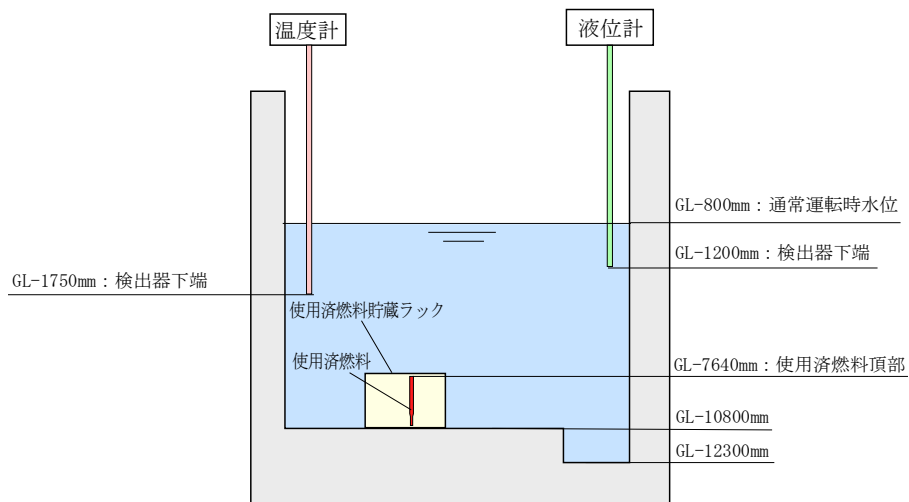 温度計
液位計
GL-800mm：通常運転時水位
GL-1200mm：検出器下端
GL-1750mm：検出器下端
使用済燃料貯蔵ラック
使用済燃料
GL-7640mm：使用済燃料頂部
GL-10800mm
GL-12300mm